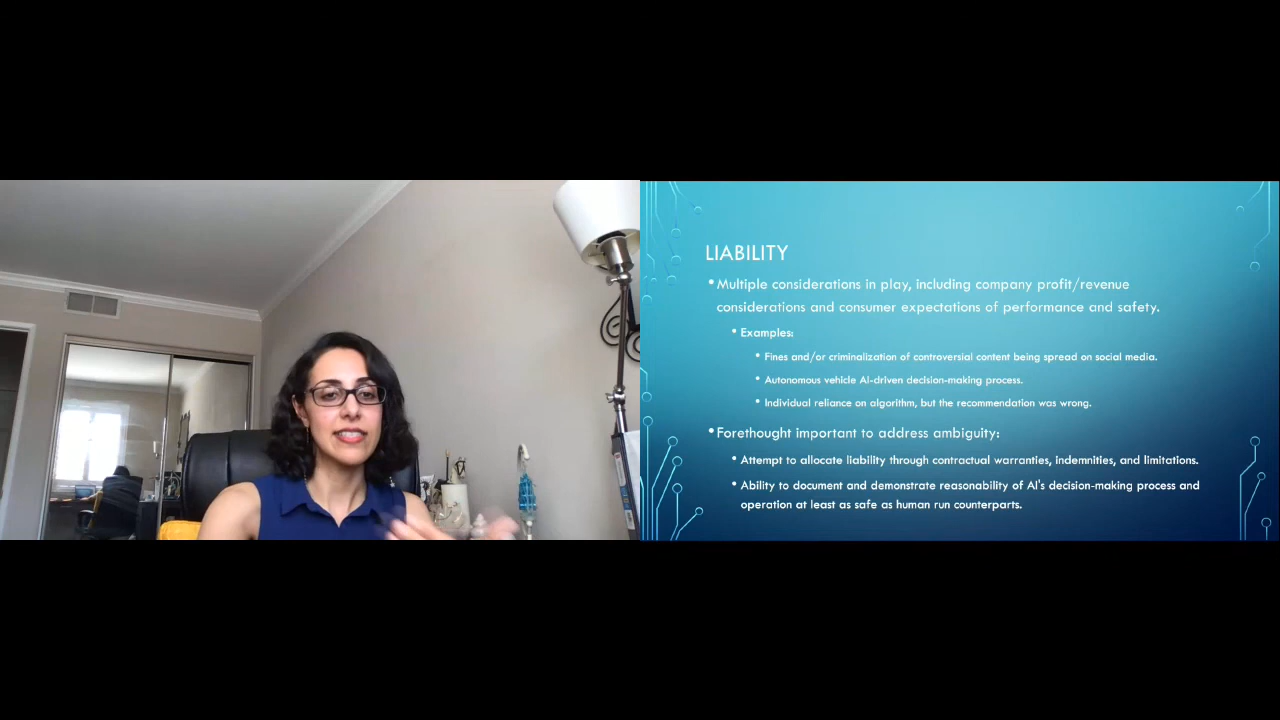 LIABILITY
• Multiple considerations in play, including company profit/revenue
considerations and consumer expectations of performance and safety.
• Examples:
• Fines and/or criminalization of controversial content being spread on social media.
• Autonomous vehicle AI-driven decision-making process.
• Individual reliance on algorithm, but the recommendation was wrong.
• Forethought important to address ambiguity:
• Attempt to allocate liability through contractual warranties, indemnities, and limitations.
• Ability to document and demonstrate reasonability of AI's decision-making process and
operation at least as safe as human run counterparts.